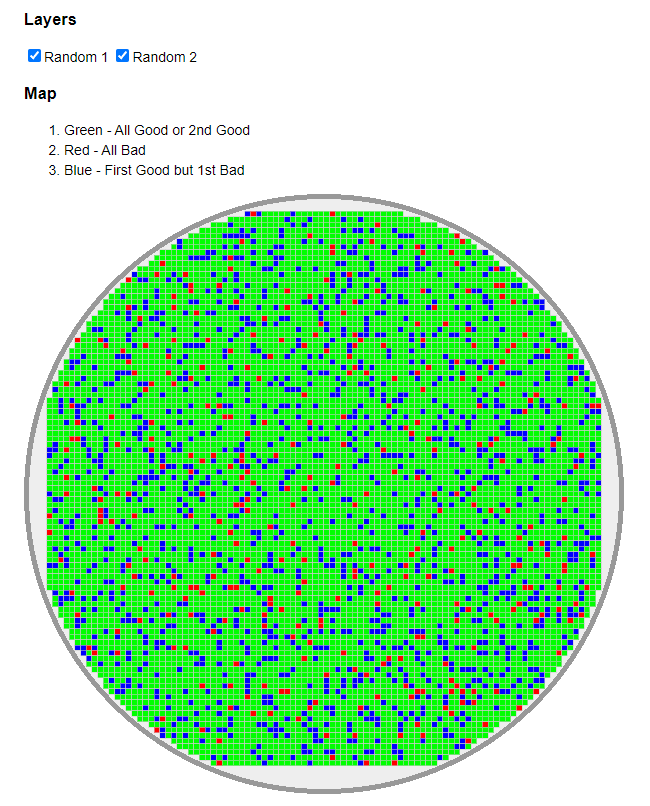 Layers
Random 1 Random 2
Map
1. Green - All Good or 2nd Good
2. Red - All Bad
3. Blue - First Good but 1st Bad